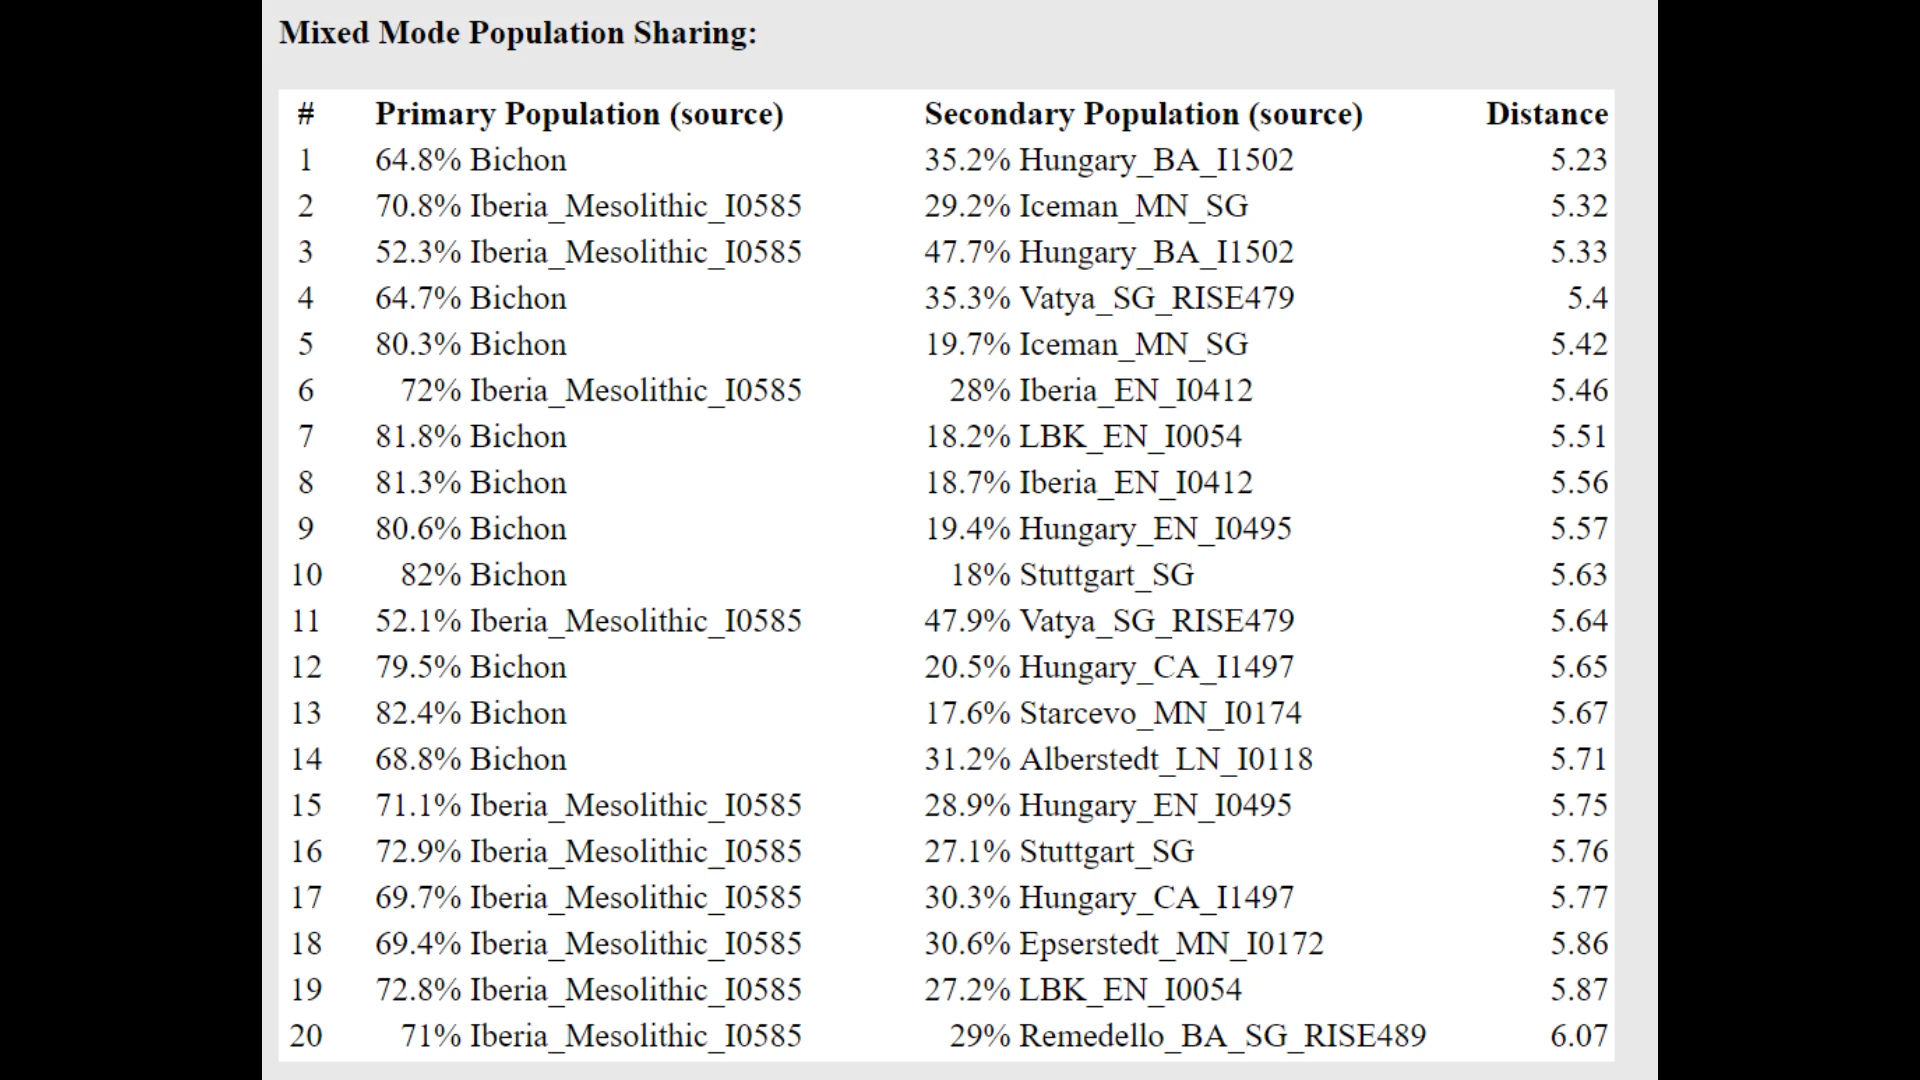 Mixed Mode Population Sharing:
# Primary Population (source) Secondary Population (source) Distance
1 64.8% Bichon 35.2% Hungary_BA_I1502 5.23
2 70.8% Iberia_Mesolithic_I0585 29.2% Iceman_MN_SG 5.32
3 52.3% Iberia_Mesolithic_I0585 47.7% Hungary_BA_I1502 5.33
4 64.7% Bichon 35.3% Vatya_SG_RISE479 5.4
5 80.3% Bichon 19.7% Iceman_MN_SG 5.42
6 72% Iberia_Mesolithic_I0585 28% Iberia_EN_I0412 5.46
7 81.8% Bichon 18.2% LBK_EN_I0054 5.51
8 81.3% Bichon 18.7% Iberia_EN_I0412 5.56
9 80.6% Bichon 19.4% Hungary_EN_I0495 5.57
10 82% Bichon 18% Stuttgart_SG 5.63
11 52.1% Iberia_Mesolithic_I0585 47.9% Vatya_SG_RISE479 5.64
12 79.5% Bichon 20.5% Hungary_CA_I1497 5.65
13 82.4% Bichon 17.6% Starcevo_MN_I0174 5.67
14 68.8% Bichon 31.2% Alberstedt_LN_I0118 5.71
15 71.1% Iberia_Mesolithic_I0585 28.9% Hungary_EN_I0495 5.75
16 72.9% Iberia_Mesolithic_I0585 27.1% Stuttgart_SG 5.76
17 69.7% Iberia_Mesolithic_I0585 30.3% Hungary_CA_I1497 5.77
18 69.4% Iberia_Mesolithic_I0585 30.6% Epserstedt_MN_I0172 5.86
19 72.8% Iberia_Mesolithic_I0585 27.2% LBK_EN_I0054 5.87
20 71% Iberia_Mesolithic_I0585 29% Remedello_BA_SG_RISE489 6.07